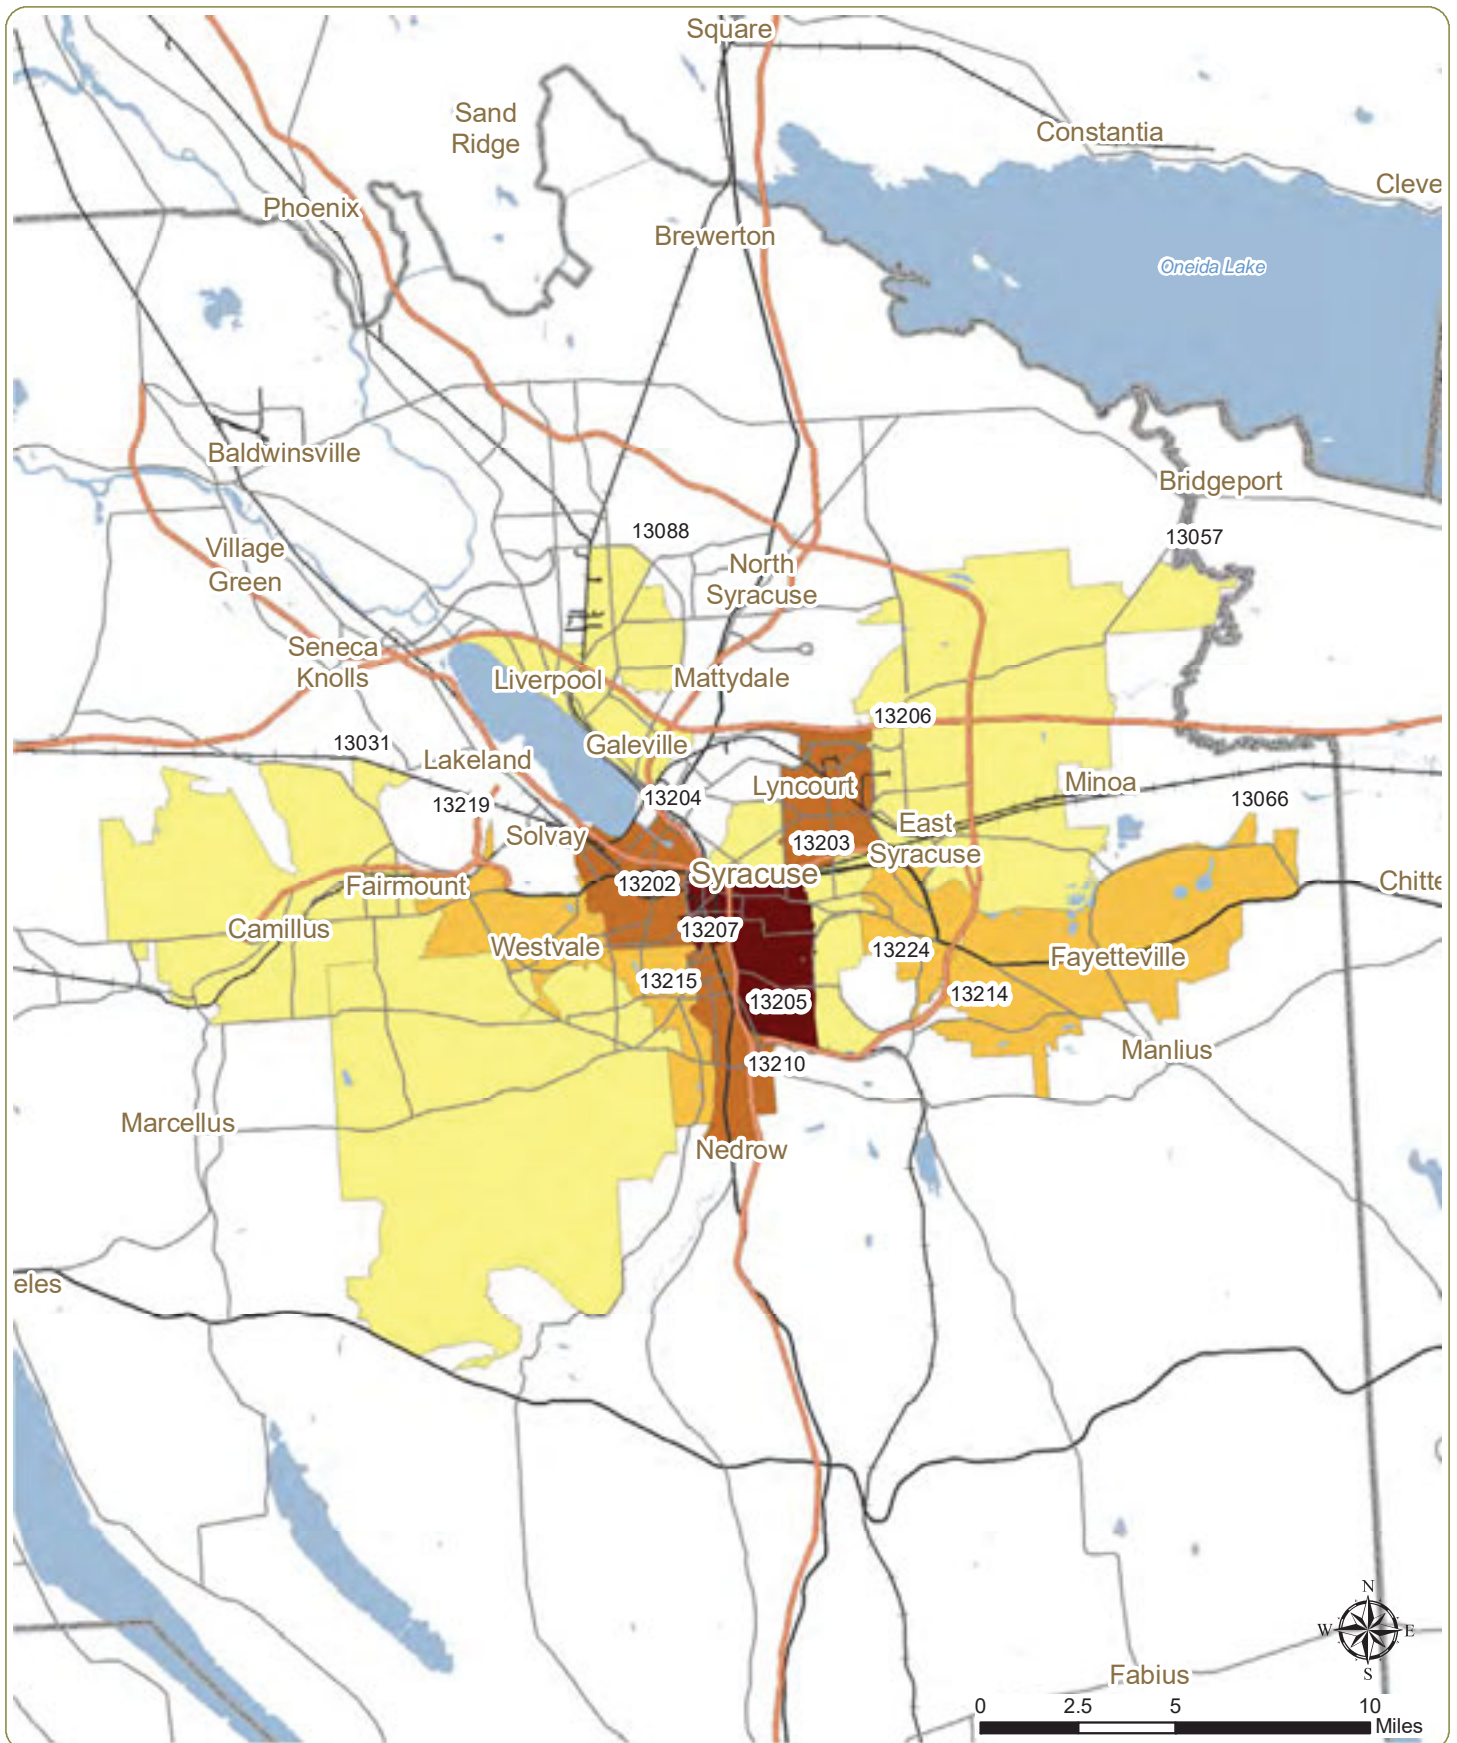 Square
Sand
Ridge
Constantia
Cleve
Phoenix
Brewerton
Oneida Lake
Baldwinsville
Bridgeport
13088
13057
Village
Green
North
Syracuse
Seneca
Knolls
Liverpool
Mattydale
13206
13031
Galeville
Lakeland
Lyncourt
Minoa
13219
13204
13066
Solvay
13203
East
Syracuse
Syracuse
13202
Fairmount
Chitte
Camillus
13207
Westvale
13224
Fayetteville
13215
13205
13214
Manlius
13210
Marcellus
Nedrow
eles
N
W
E
S
Fabius
0
2.5
5
10
Miles